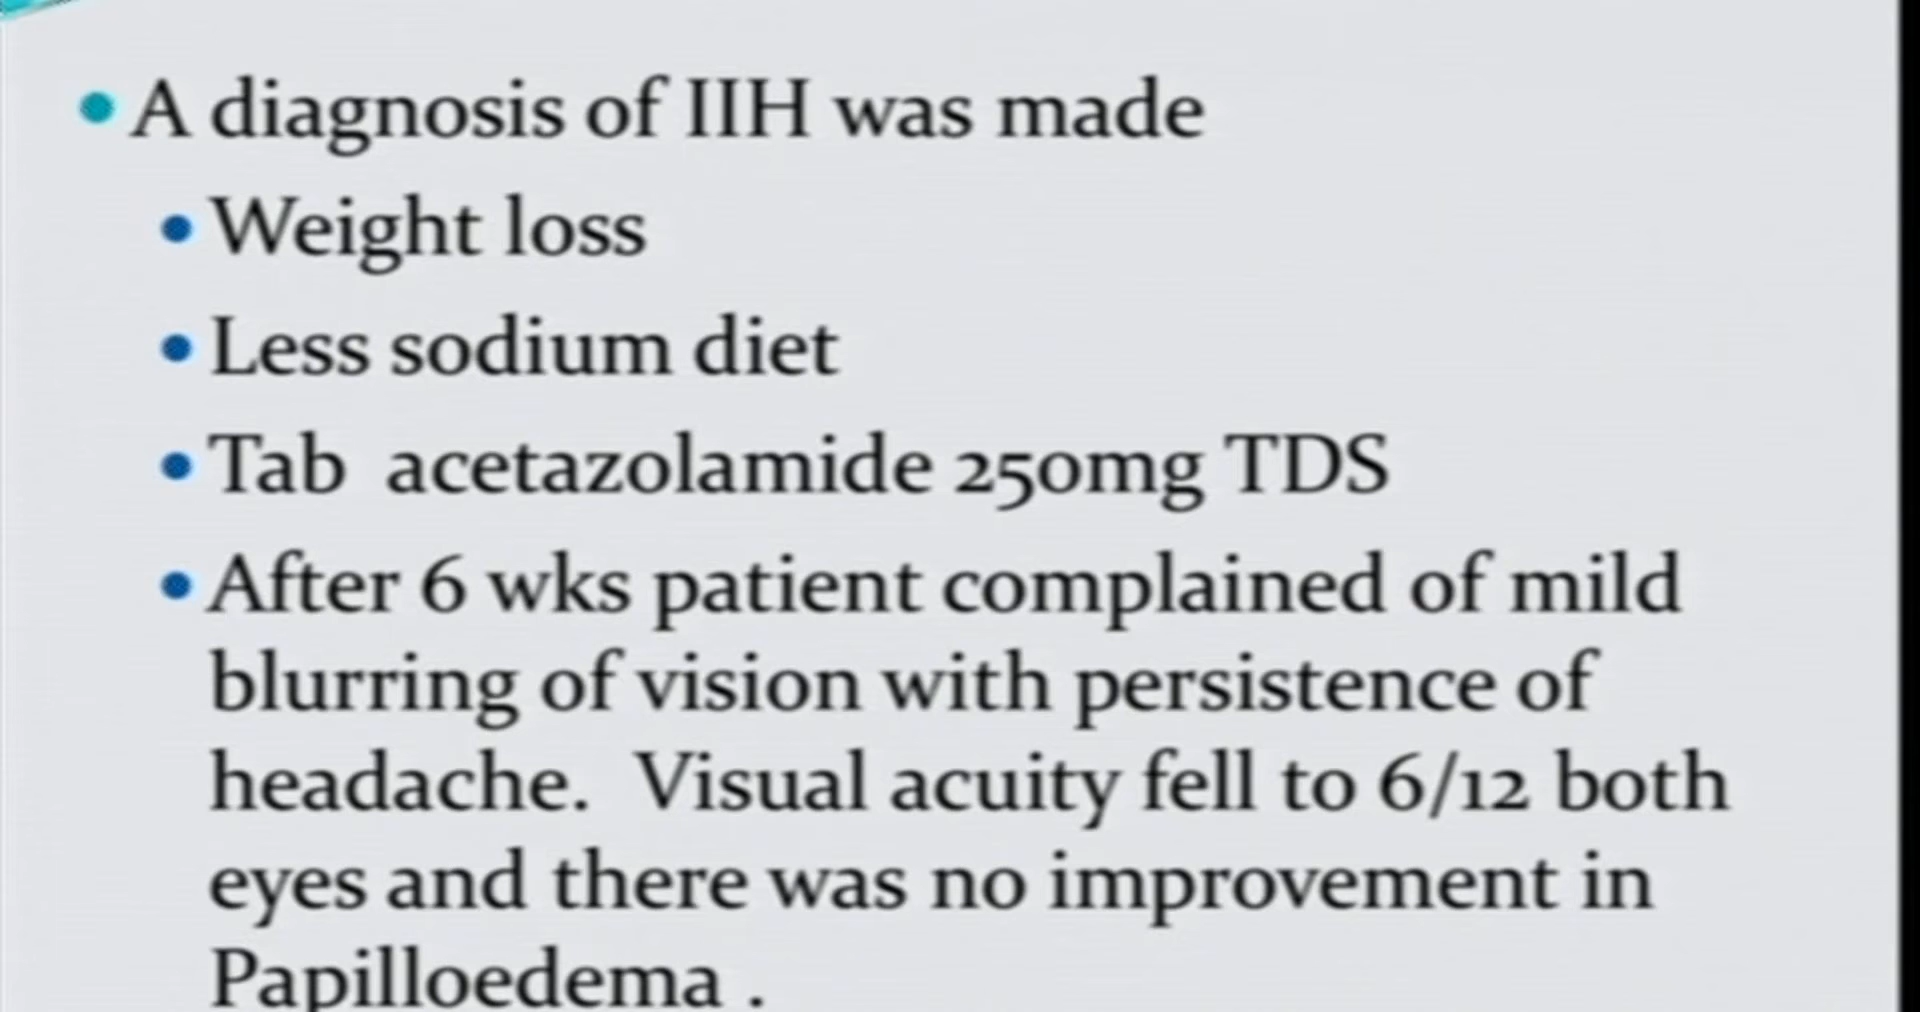 A diagnosis of IIH was made
Weight loss
Less sodium diet
Tab acetazolamide 250mg TDS
After 6 wks patient complained of mild
blurring of vision with persistence of
headache. Visual acuity fell to 6/12 both
eyes and there was no improvement in
Papilloedema .